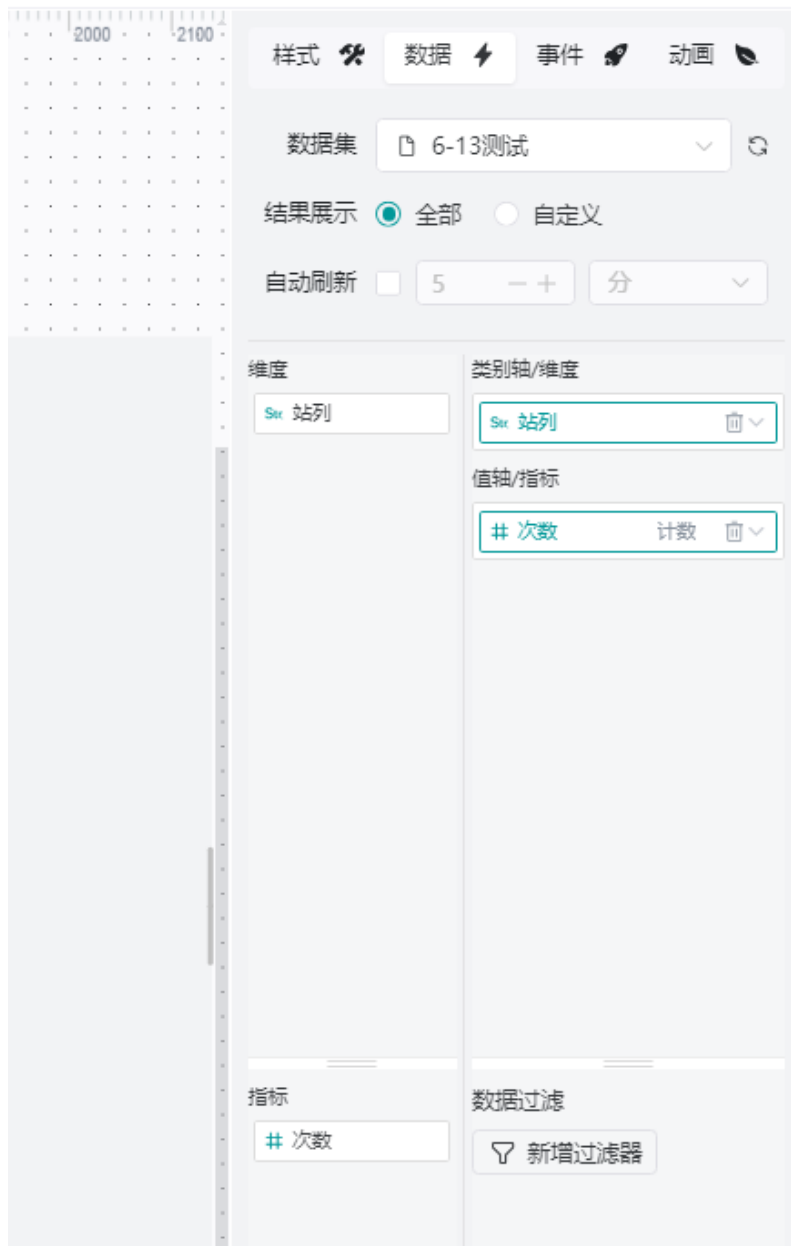 2000 2100
样式 数据 事件 动画
数据集 6-13测试
结果展示 全部 自定义
自动刷新 5 分
维度 类别轴/维度
Str 站列 Str 站列
值轴/指标
# 次数 计数
指标 数据过滤
# 次数 新增过滤器